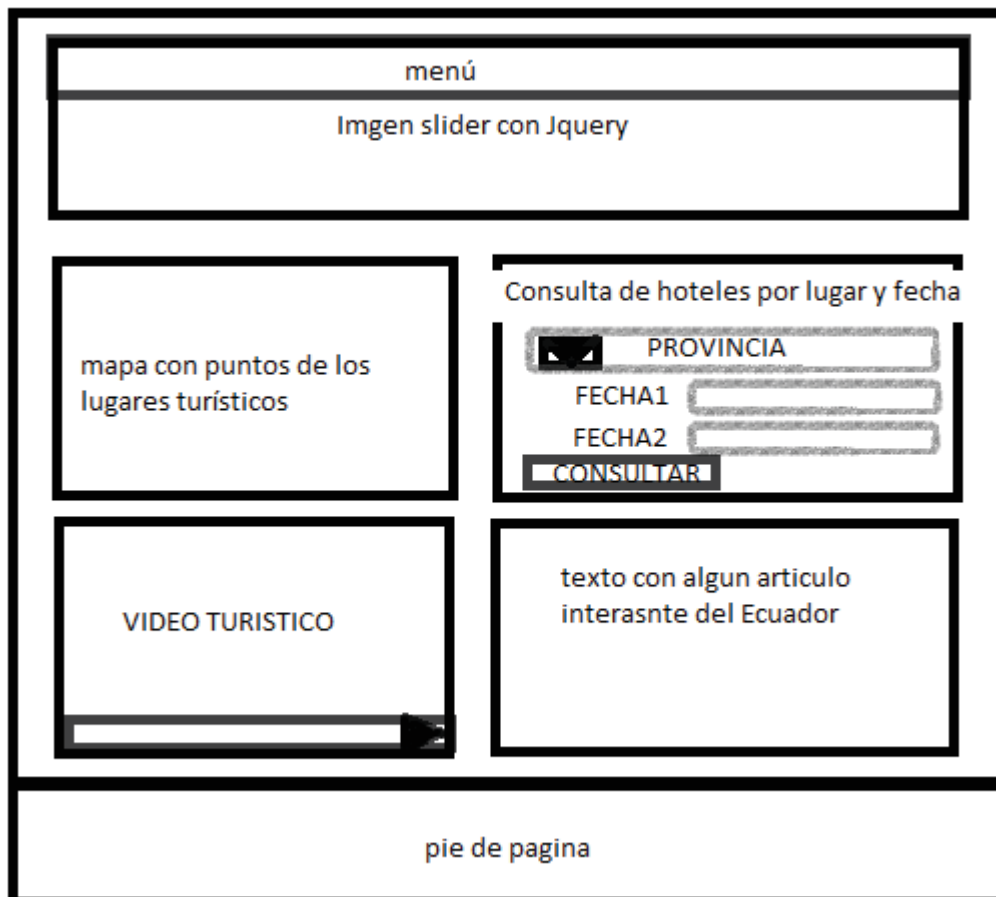 menú
Imgen slider con Jquery
mapa con puntos de los
lugares turísticos
Consulta de hoteles por lugar y fecha
PROVINCIA
FECHA1
FECHA2
CONSULTAR
VIDEO TURISTICO
texto con algun articulo
interasnte del Ecuador
pie de pagina